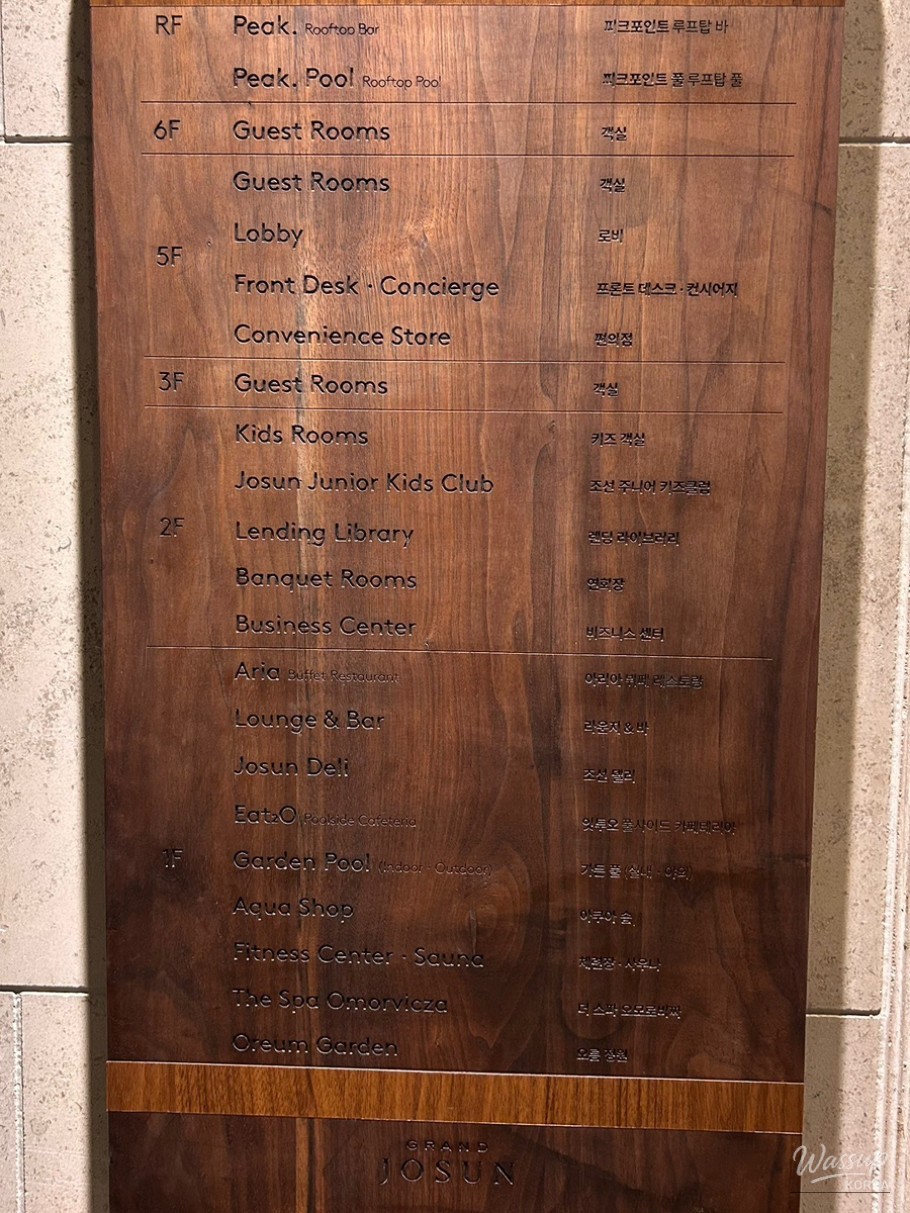 RF Peak. Rooftop Bar 피크포인트 루프탑 바
Peak. Pool Rooftop Pool 피크포인트 풀 루프탑 풀
6F Guest Rooms 객실
Guest Rooms 객실
Lobby 로비
5F
Front Desk · Concierge 프론트 데스크 · 컨시어지
Convenience Store 편의점
3F Guest Rooms 객실
Kids Rooms 키즈 객실
Josun Junior Kids Club 조선 주니어 키즈클럽
2F Lending Library 렌딩 라이브러리
Banquet Rooms 연회장
Business Center 비즈니스 센터
Aria Buffet Restaurant 아리아 뷔페 레스토랑
Lounge & Bar 라운지 & 바
Josun Deli 조선 델리
Eat₂O Poolside Cafeteria 잇투오 풀사이드 카페테리아
1F Garden Pool (Indoor · Outdoor) 가든 풀 (실내 · 야외)
Aqua Shop 아쿠아 숍
Fitness Center · Sauna 체련장 · 사우나
The Spa Omorvicza 더 스파 오모로비짜
Oreum Garden 오름 정원
GRAND
JOSUN
Wassup
KOREA